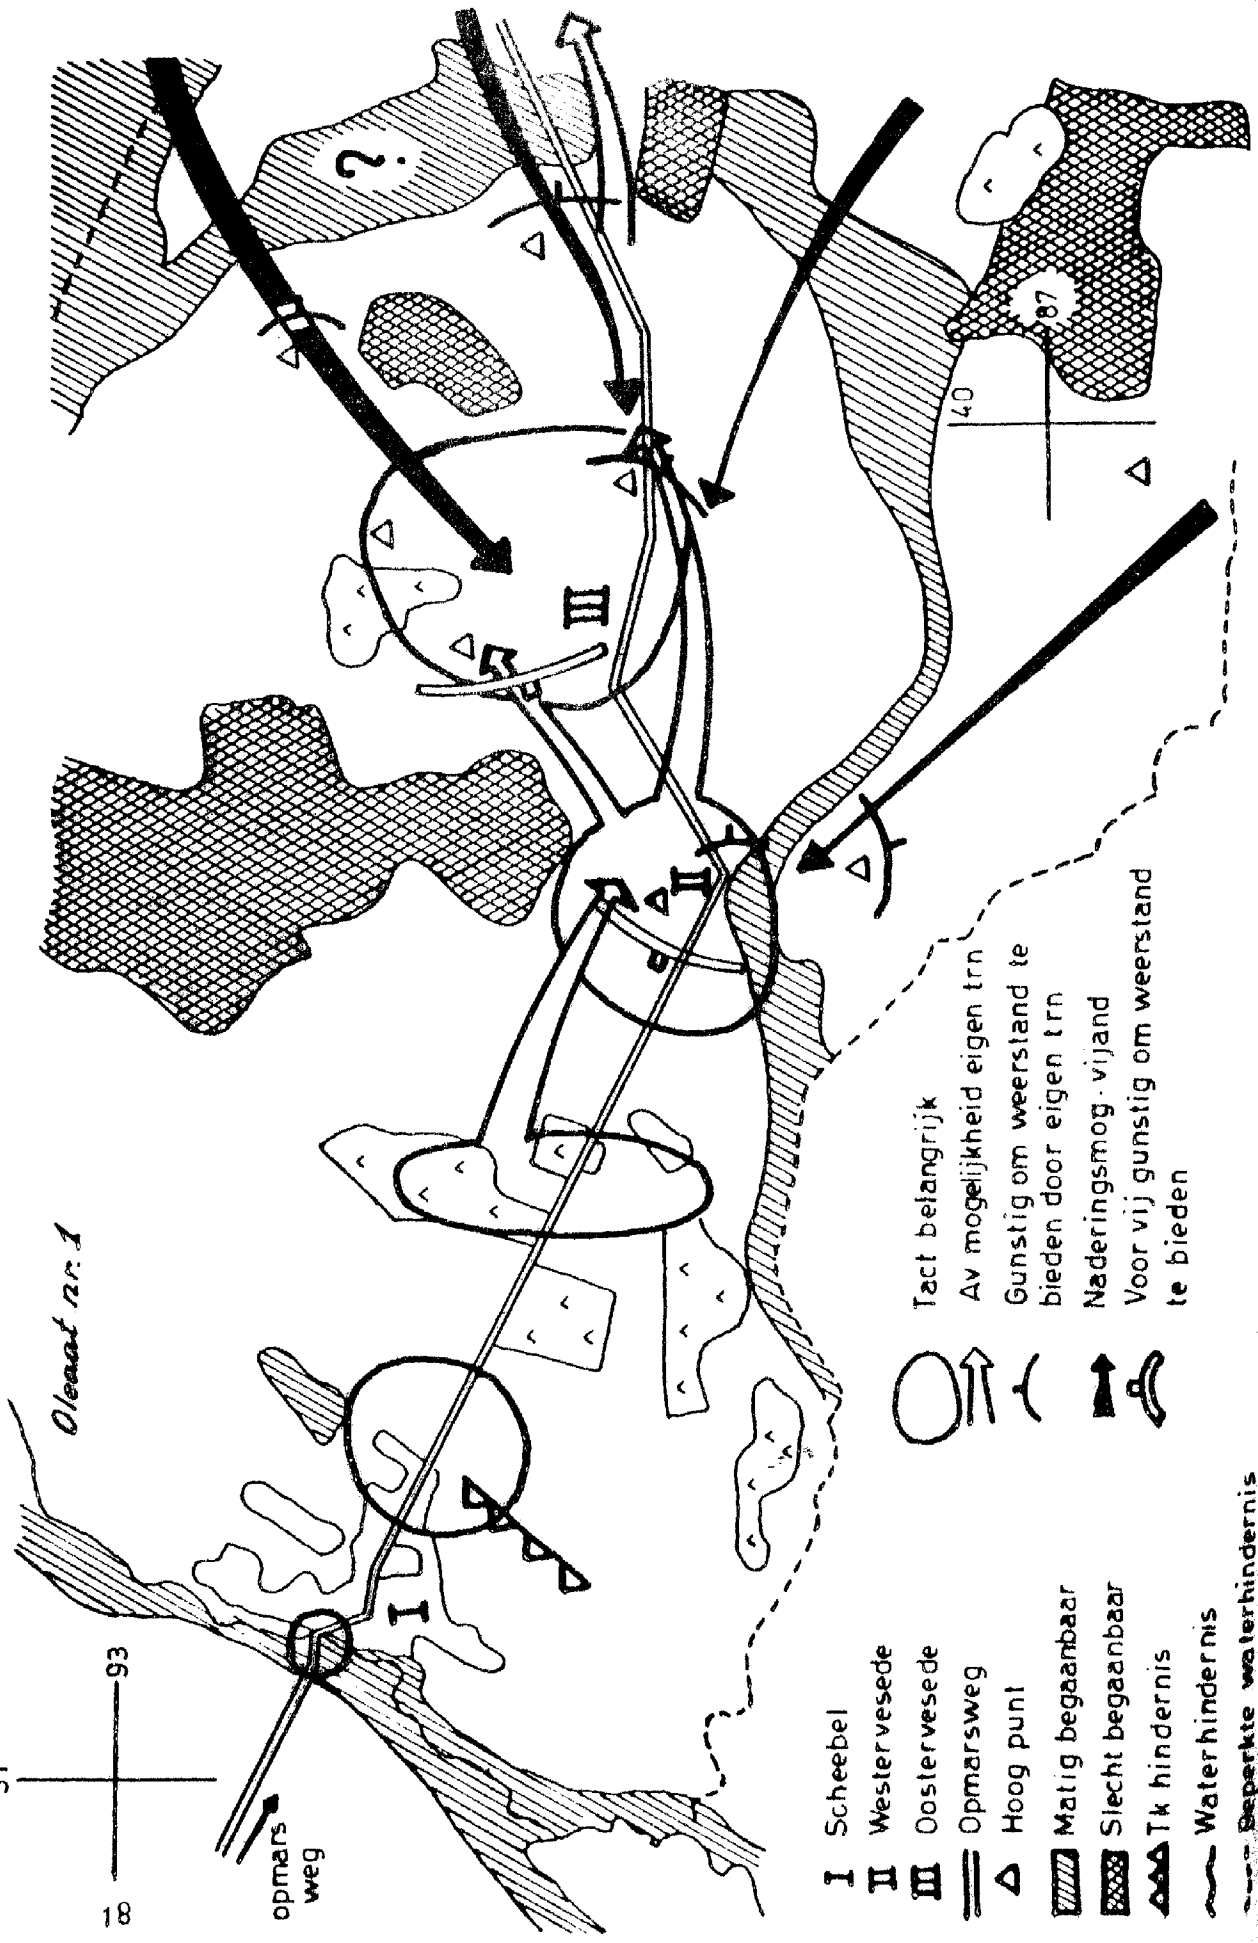 Oleaat nr. 1
93
18
opmars
weg
I
II
III
?
40
87
I Scheebel
II Westervesede
III Oostervesede
Opmarsweg
Hoog punt
Matig begaanbaar
Slecht begaanbaar
Tk hindernis
Waterhindernis
Beperkte waterhindernis
Tact belangrijk
Av mogelijkheid eigen trn
Gunstig om weerstand te
bieden door eigen trn
Naderingsmog. vijand
Voor vij gunstig om weerstand
te bieden